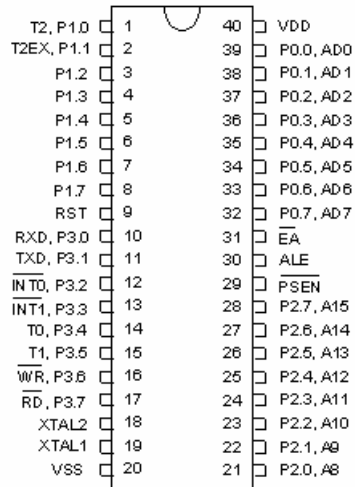 T2, P1.0 1 40 VDD
T2EX, P1.1 2 39 P0.0, AD0
P1.2 3 38 P0.1, AD1
P1.3 4 37 P0.2, AD2
P1.4 5 36 P0.3, AD3
P1.5 6 35 P0.4, AD4
P1.6 7 34 P0.5, AD5
P1.7 8 33 P0.6, AD6
RST 9 32 P0.7, AD7
RXD, P3.0 10 31 E̅A̅
TXD, P3.1 11 30 ALE
I̅N̅T̅0̅, P3.2 12 29 P̅S̅E̅N̅
I̅N̅T̅1̅, P3.3 13 28 P2.7, A15
T0, P3.4 14 27 P2.6, A14
T1, P3.5 15 26 P2.5, A13
W̅R̅, P3.6 16 25 P2.4, A12
R̅D̅, P3.7 17 24 P2.3, A11
XTAL2 18 23 P2.2, A10
XTAL1 19 22 P2.1, A9
VSS 20 21 P2.0, A8